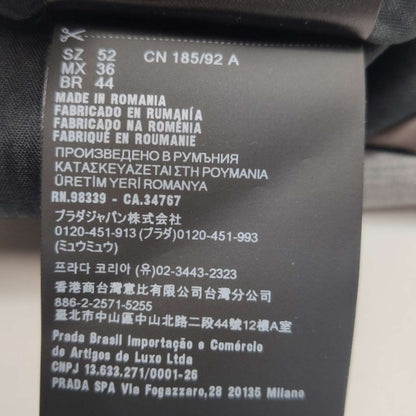 SZ 52 CN 185/92 A
MX 36
BR 44
MADE IN ROMANIA
FABRICADO EN RUMANÍA
FABRICADO NA ROMÉNIA
FABRIQUÉ EN ROUMANIE
ПРОИЗВЕДЕНО В РУМЪНИЯ
ΚΑΤΑΣΚΕΥΑΖΕΤΑΙ ΣΤΗ ΡΟΥΜΑΝΙΑ
ÜRETİM YERİ ROMANYA
RN.98339 - CA.34767
プラダジャパン株式会社
0120-451-913 (プラダ) 0120-451-993
(ミュウミュウ)
프라다 코리아 (유) 02-3443-2323
香港商台灣意比有限公司台灣分公司
886-2-2571-5255
臺北市中山區中山北路二段44號12樓A室
Prada Brasil Importação e Comércio
de Artigos de Luxo Ltda
CNPJ 13.633.271/0001-26
PRADA SPA Via Fogazzaro,28 20135 Milano